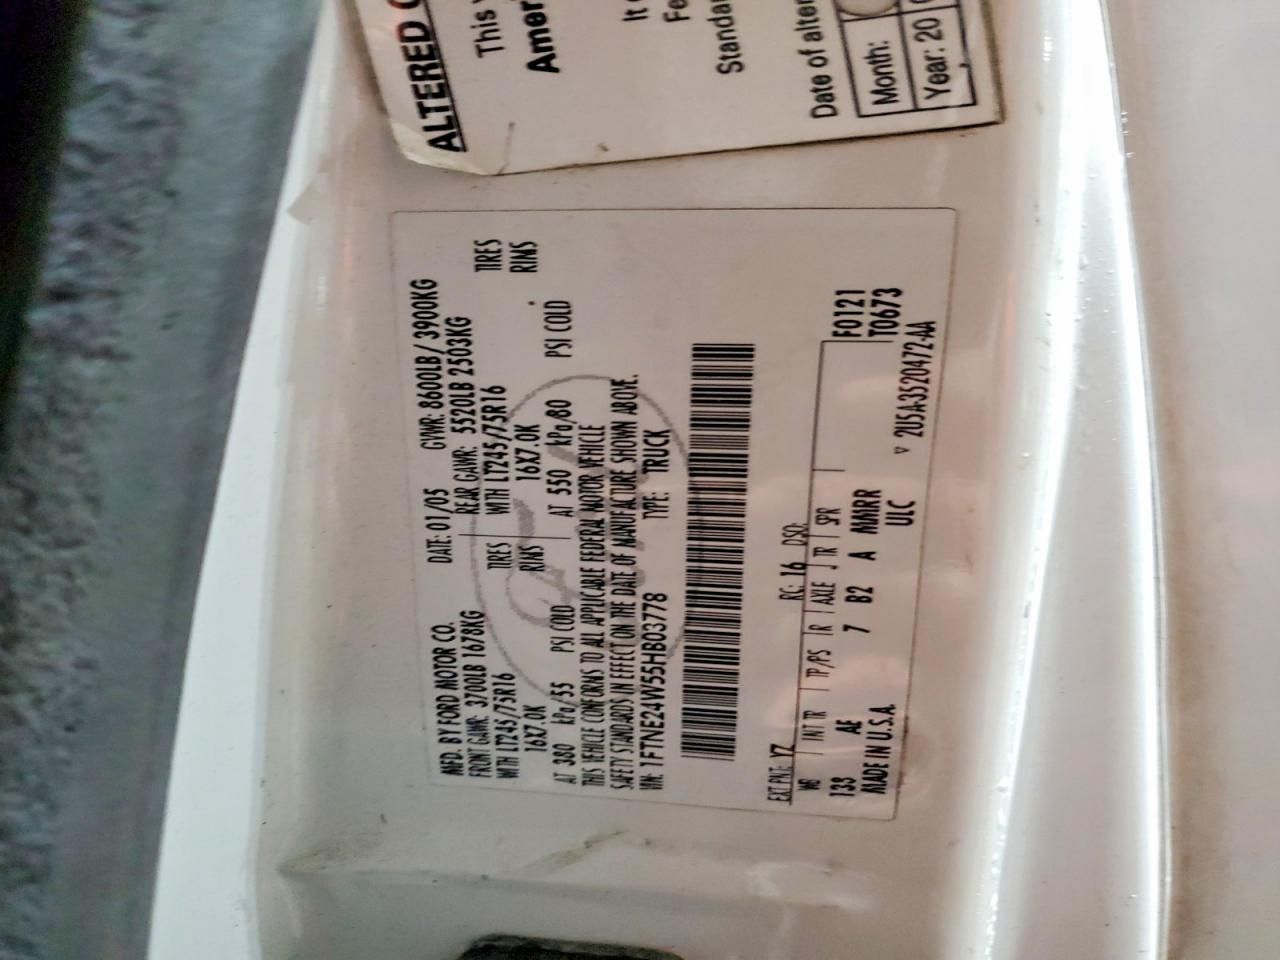 ALTERED
This
Amer
It
Fe
Standar
Date of alter
Month:
Year: 20
MFD. BY FORD MOTOR CO. DATE: 01/05 GVWR: 8600LB/3900KG
FRONT GAWR: 3700LB 1678KG REAR GAWR: 5520LB 2503KG
WITH LT245/75R16 TIRES WITH LT245/75R16 TIRES
16X7.0K RIMS 16X7.0K RIMS
AT 380 kPa/55 PSI COLD AT 550 kPa/80 PSI COLD
THIS VEHICLE CONFORMS TO ALL APPLICABLE FEDERAL MOTOR VEHICLE
SAFETY STANDARDS IN EFFECT ON THE DATE OF MANUFACTURE SHOWN ABOVE.
VIN: 1FTNE24W55HB03778 TYPE: TRUCK
EXT PNT: YZ RC: 16 DSO:
WB INT TR TP/PS R AXLE TR SPR F0121
133 AE 7 B2 A MMRR T0673
MADE IN U.S.A. ULC ▽ 2U5A3520472-AA